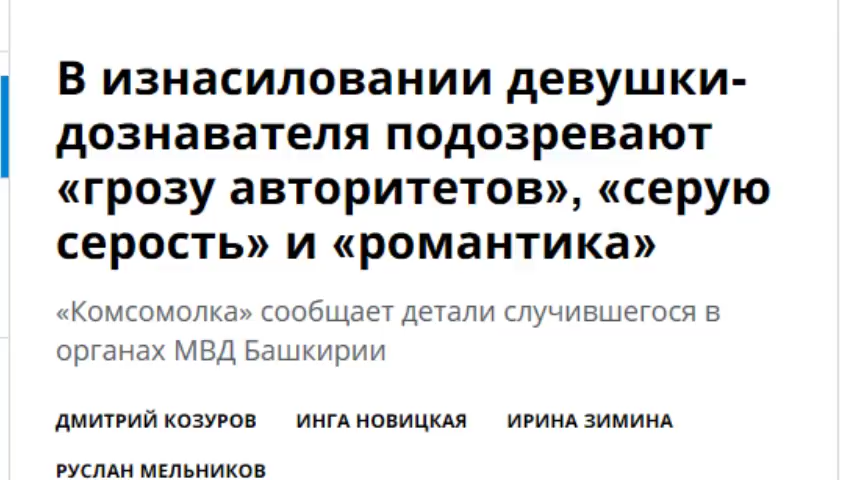 В изнасиловании девушки-
дознавателя подозревают
«грозу авторитетов», «серую
серость» и «романтика»
«Комсомолка» сообщает детали случившегося в
органах МВД Башкирии
ДМИТРИЙ КОЗУРОВ ИНГА НОВИЦКАЯ ИРИНА ЗИМИНА
РУСЛАН МЕЛЬНИКОВ